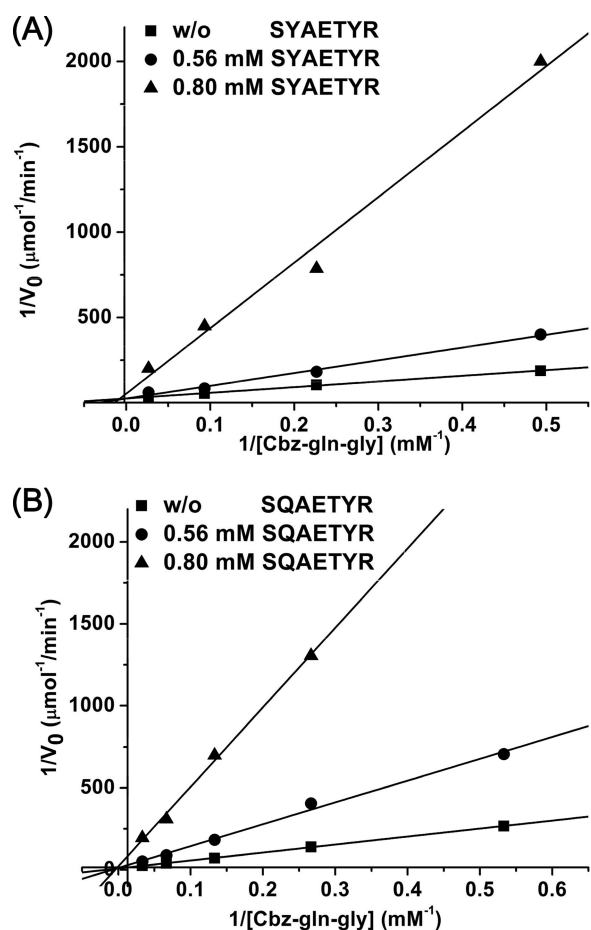 (A)
■ w/o SYAETYR
● 0.56 mM SYAETYR
▲ 0.80 mM SYAETYR
2000
1500
1000
500
1/V0 (μmol-1/min-1)
0.0 0.1 0.2 0.3 0.4 0.5
1/[Cbz-gln-gly] (mM-1)
(B)
■ w/o SQAETYR
● 0.56 mM SQAETYR
▲ 0.80 mM SQAETYR
2000
1500
1000
500
0
1/V0 (μmol-1/min-1)
0.0 0.1 0.2 0.3 0.4 0.5 0.6
1/[Cbz-gln-gly] (mM-1)